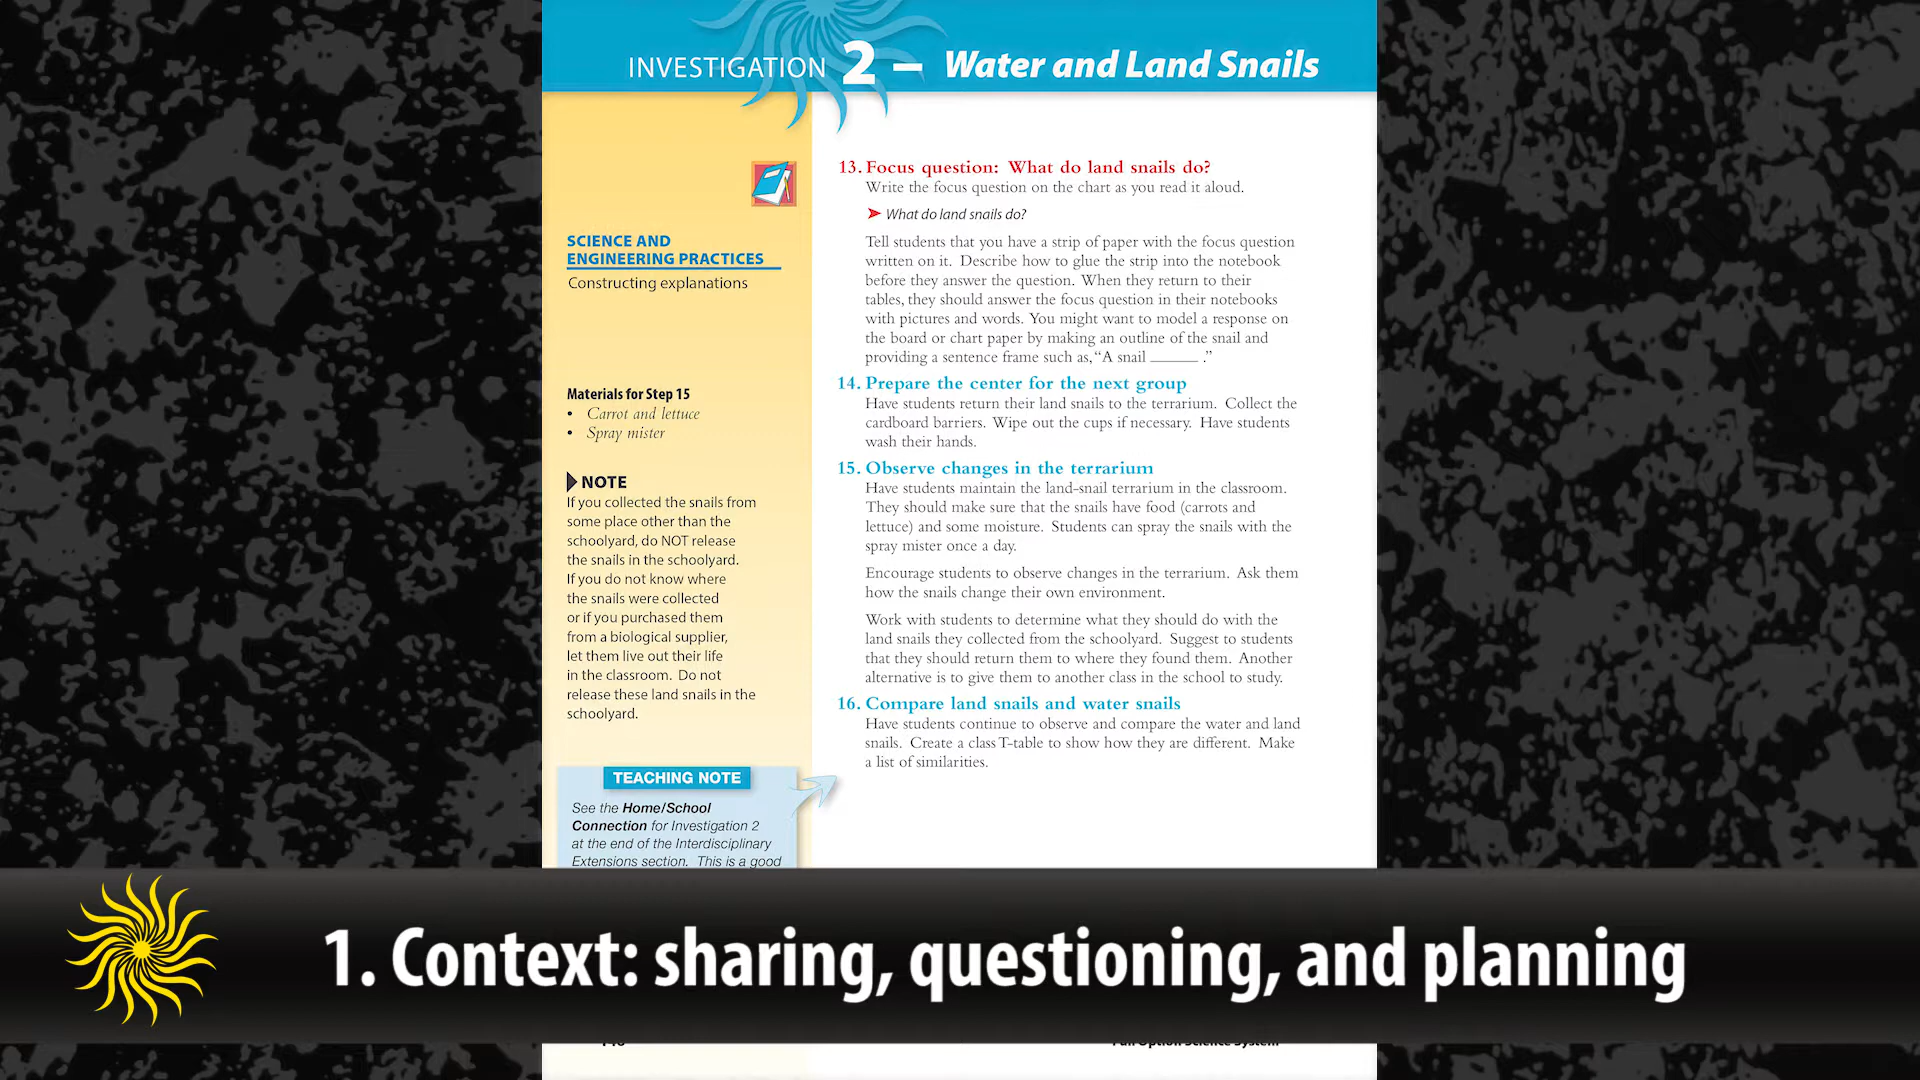 INVESTIGATION 2 – Water and Land Snails
SCIENCE AND
ENGINEERING PRACTICES
Constructing explanations
Materials for Step 15
• Carrot and lettuce
• Spray mister
NOTE
If you collected the snails from
some place other than the
schoolyard, do NOT release
the snails in the schoolyard.
If you do not know where
the snails were collected
or if you purchased them
from a biological supplier,
let them live out their life
in the classroom. Do not
release these land snails in the
schoolyard.
TEACHING NOTE
See the Home/School
Connection for Investigation 2
at the end of the Interdisciplinary
Extensions section. This is a good
13. Focus question: What do land snails do?
Write the focus question on the chart as you read it aloud.
➤ What do land snails do?
Tell students that you have a strip of paper with the focus question
written on it. Describe how to glue the strip into the notebook
before they answer the question. When they return to their
tables, they should answer the focus question in their notebooks
with pictures and words. You might want to model a response on
the board or chart paper by making an outline of the snail and
providing a sentence frame such as, “A snail ______ .”
14. Prepare the center for the next group
Have students return their land snails to the terrarium. Collect the
cardboard barriers. Wipe out the cups if necessary. Have students
wash their hands.
15. Observe changes in the terrarium
Have students maintain the land-snail terrarium in the classroom.
They should make sure that the snails have food (carrots and
lettuce) and some moisture. Students can spray the snails with the
spray mister once a day.
Encourage students to observe changes in the terrarium. Ask them
how the snails change their own environment.
Work with students to determine what they should do with the
land snails they collected from the schoolyard. Suggest to students
that they should return them to where they found them. Another
alternative is to give them to another class in the school to study.
16. Compare land snails and water snails
Have students continue to observe and compare the water and land
snails. Create a class T-table to show how they are different. Make
a list of similarities.
1. Context: sharing, questioning, and planning
Full Option Science System